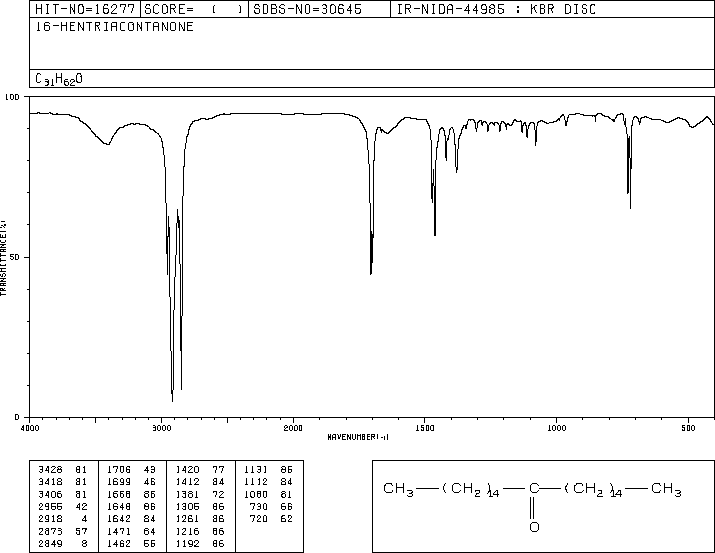 HIT-NO=16277 SCORE= ( ) SDBS-NO=30645 IR-NIDA-44985 : KBR DISC
16-HENTRIACONTANONE
C31H62O
100
50
0
TRANSMITTANCE(%)
4000 3000 2000 1500 1000 500
WAVENUMBER(-1)
3428 81 1706 43 1420 77 1131 86
3418 81 1699 46 1412 84 1112 84
3406 81 1658 86 1381 72 1080 81
2955 42 1648 86 1305 86 730 66
2918 4 1642 84 1261 86 720 62
2873 57 1471 64 1216 86
2849 8 1462 55 1192 86
CH3—(CH2)14—C—(CH2)14—CH3
O